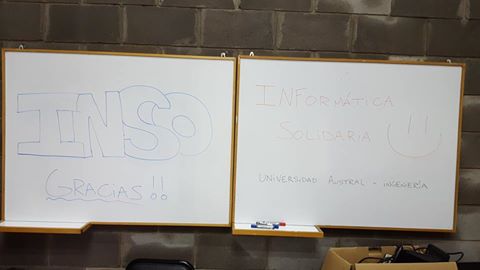 INSO
GRACIAS!!
INFORMÁTICA
SOLIDARIA
UNIVERSIDAD AUSTRAL - INGENIERÍA